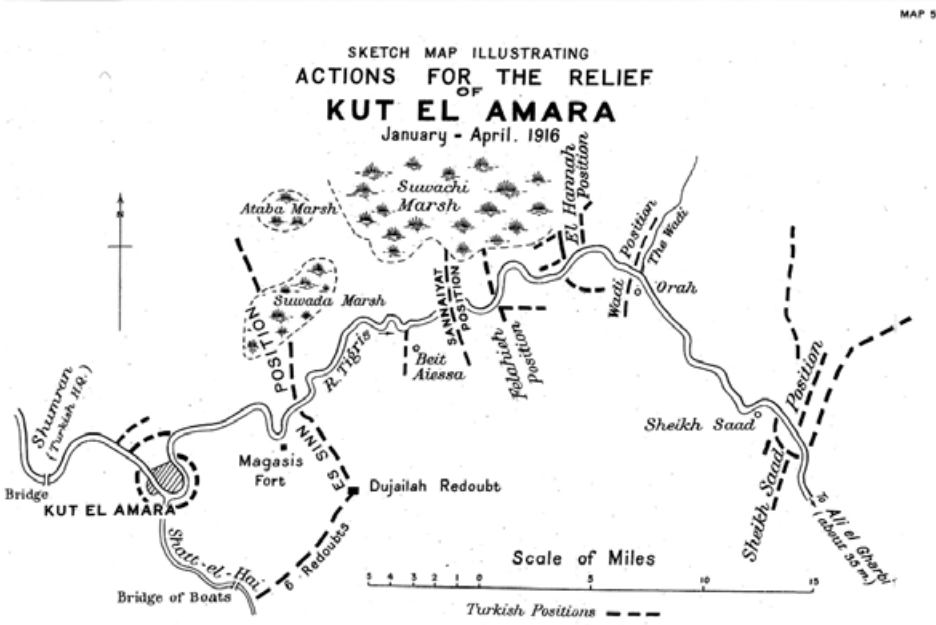 MAP 5
SKETCH MAP ILLUSTRATING
ACTIONS FOR THE RELIEF
OF
KUT EL AMARA
January - April. 1916
Suwachi
Marsh
Ataba Marsh
El Hannah
Position
N
Wadi
Position
The Wadi
Orah
Suwada Marsh
SANNAIYAT
POSITION
POSITION
R. Tigris
Beit
Aiessa
Felahieh
Position
Sheikh Saad
Sheikh Saad
Position
Shumran
(Turkish H.Q.)
Bridge
Magasis
Fort
ES SINN
Dujailah Redoubt
KUT EL AMARA
Shatt-el-Hai
6 Redoubts
Bridge of Boats
To
Ali el Gharbi
(about 35 m.)
Scale of Miles
5 4 3 2 1 0 5 10 15
Turkish Positions